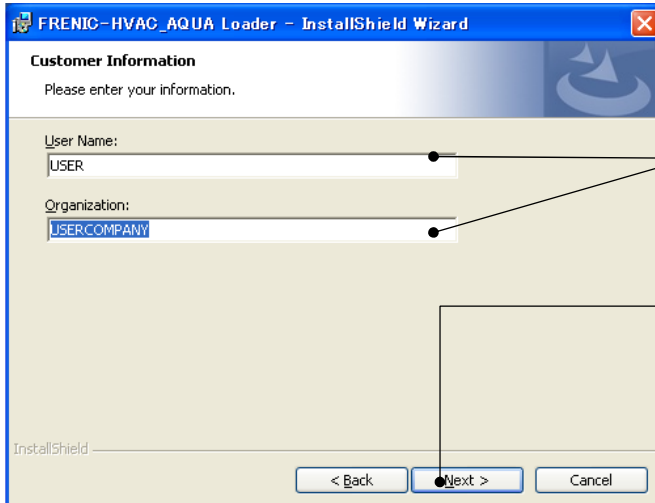 FRENIC-HVAC_AQUA Loader - InstallShield Wizard
Customer Information
Please enter your information.
User Name:
USER
Organization:
USERCOMPANY
InstallShield
< Back
Next >
Cancel